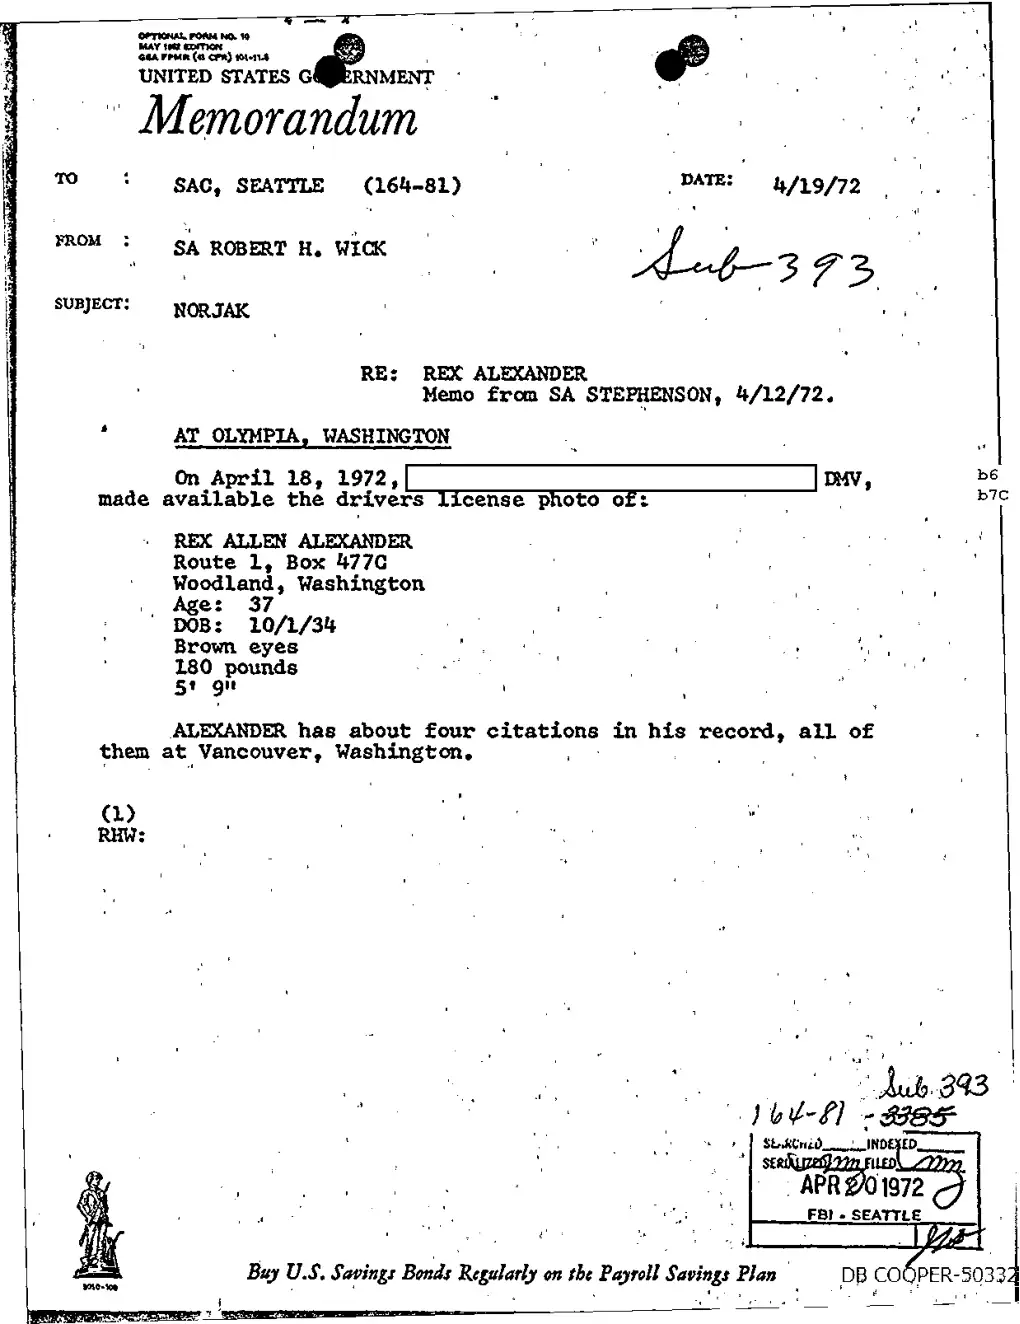 OPTIONAL FORM NO. 10
MAY 1962 EDITION
GSA FPMR (41 CFR) 101-11.6
UNITED STATES GOVERNMENT
Memorandum
TO : SAC, SEATTLE (164-81) DATE: 4/19/72
FROM : SA ROBERT H. WICK
Sub 393
SUBJECT: NORJAK
RE: REX ALEXANDER
Memo from SA STEPHENSON, 4/12/72.
AT OLYMPIA, WASHINGTON
On April 18, 1972, DMV,
b6
made available the drivers license photo of:
b7C
REX ALLEN ALEXANDER
Route 1, Box 477C
Woodland, Washington
Age: 37
DOB: 10/1/34
Brown eyes
180 pounds
5' 9"
ALEXANDER has about four citations in his record, all of
them at Vancouver, Washington.
(1)
RHW:
Sub 393
164-81 - 3385
SEARCHED INDEXED
SERIALIZED FILED
APR 20 1972
FBI - SEATTLE
5010-108
Buy U.S. Savings Bonds Regularly on the Payroll Savings Plan
DB COOPER-50332